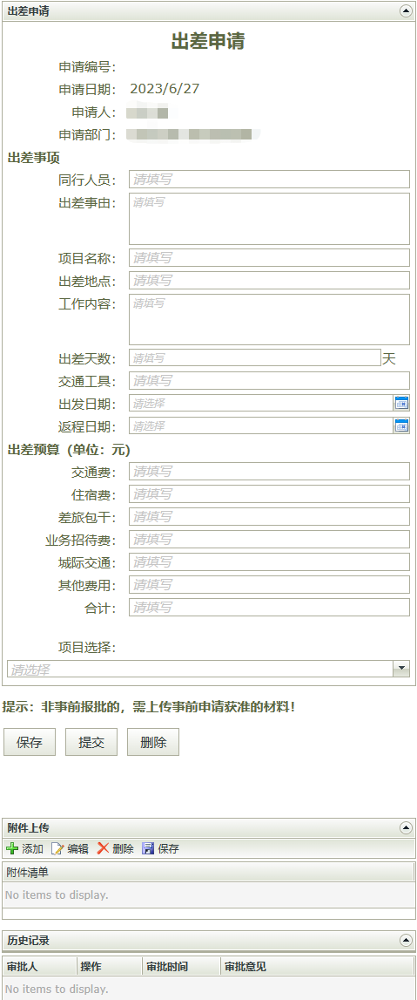 出差申请
出差申请
申请编号：
申请日期： 2023/6/27
申请人：
申请部门：
出差事项
同行人员： 请填写
出差事由： 请填写
项目名称： 请填写
出差地点： 请填写
工作内容： 请填写
出差天数： 请填写 天
交通工具： 请填写
出发日期： 请选择
返程日期： 请选择
出差预算（单位：元）
交通费： 请填写
住宿费： 请填写
差旅包干： 请填写
业务招待费： 请填写
城际交通： 请填写
其他费用： 请填写
合计： 请填写
项目选择：
请选择
提示：非事前报批的，需上传事前申请获准的材料！
保存 提交 删除
附件上传
添加 编辑 删除 保存
附件清单
No items to display.
历史记录
审批人 操作 审批时间 审批意见
No items to display.